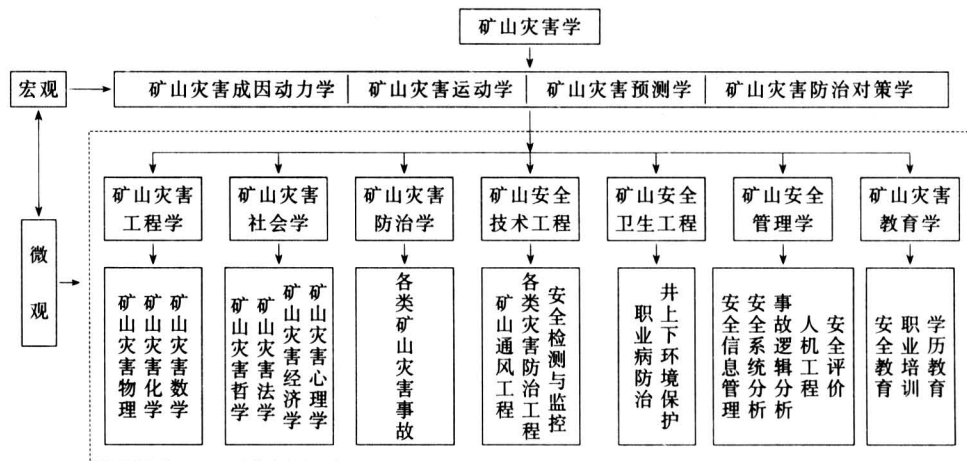 矿山灾害学
宏观
矿山灾害成因动力学
矿山灾害运动学
矿山灾害预测学
矿山灾害防治对策学
微观
矿山灾害
工程学
矿山灾害
社会学
矿山灾害
防治学
矿山安全
技术工程
矿山安全
卫生工程
矿山安全
管理学
矿山灾害
教育学
矿山灾害物理
矿山灾害化学
矿山灾害数学
矿山灾害哲学
矿山灾害法学
矿山灾害经济学
矿山灾害心理学
各类矿山灾害事故
矿山通风工程
各类灾害防治工程
安全检测与监控
职业病防治
井上下环境保护
安全信息管理
安全系统分析
事故逻辑分析
人机工程
安全评价
安全教育
职业培训
学历教育